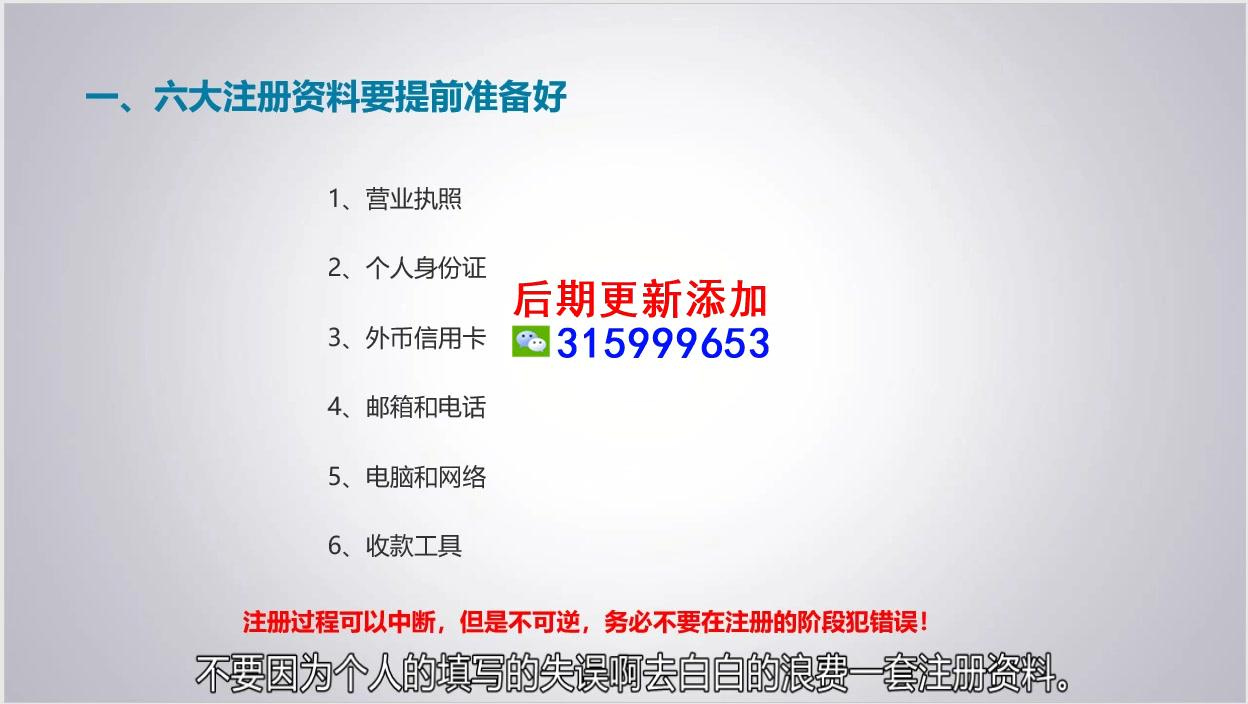 一、六大注册资料要提前准备好
1、营业执照
2、个人身份证
后期更新添加
3、外币信用卡
315999653
4、邮箱和电话
5、电脑和网络
6、收款工具
注册过程可以中断，但是不可逆，务必不要在注册的阶段犯错误！
不要因为个人的填写的失误啊去白白的浪费一套注册资料。